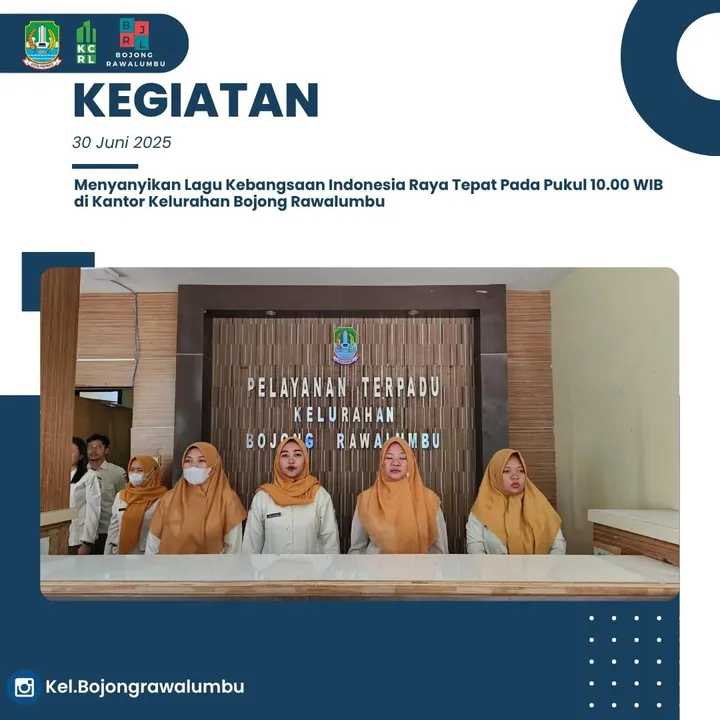 KCRL
BJRL
BOJONG
RAWALUMBU
KEGIATAN
30 Juni 2025
Menyanyikan Lagu Kebangsaan Indonesia Raya Tepat Pada Pukul 10.00 WIB
di Kantor Kelurahan Bojong Rawalumbu
PELAYANAN TERPADU
KELURAHAN
BOJONG RAWALUMBU
Kel.Bojongrawalumbu